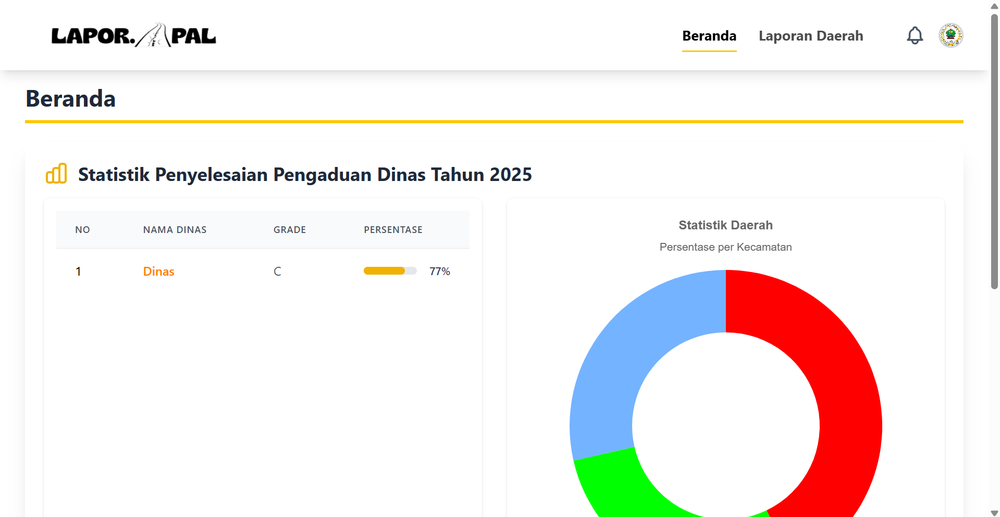 LAPOR. PAL
Beranda
Laporan Daerah
Beranda
Statistik Penyelesaian Pengaduan Dinas Tahun 2025
NO NAMA DINAS GRADE PERSENTASE
1 Dinas C 77%
Statistik Daerah
Persentase per Kecamatan